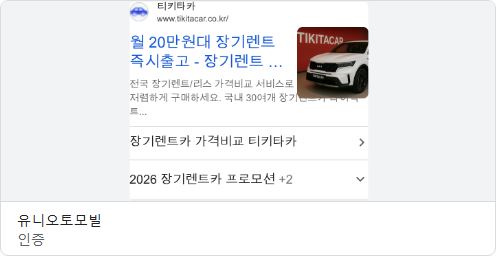 티키타카
www.tikitacar.co.kr/
월 20만원대 장기렌트
즉시출고 - 장기렌트 ...
TIKITACAR
전국 장기렌트/리스 가격비교 서비스로
저렴하게 구매하세요. 국내 30여개 장기렌트
트...
장기렌트카 가격비교 티키타카
2026 장기렌트카 프로모션 +2
유니오토모빌
인증